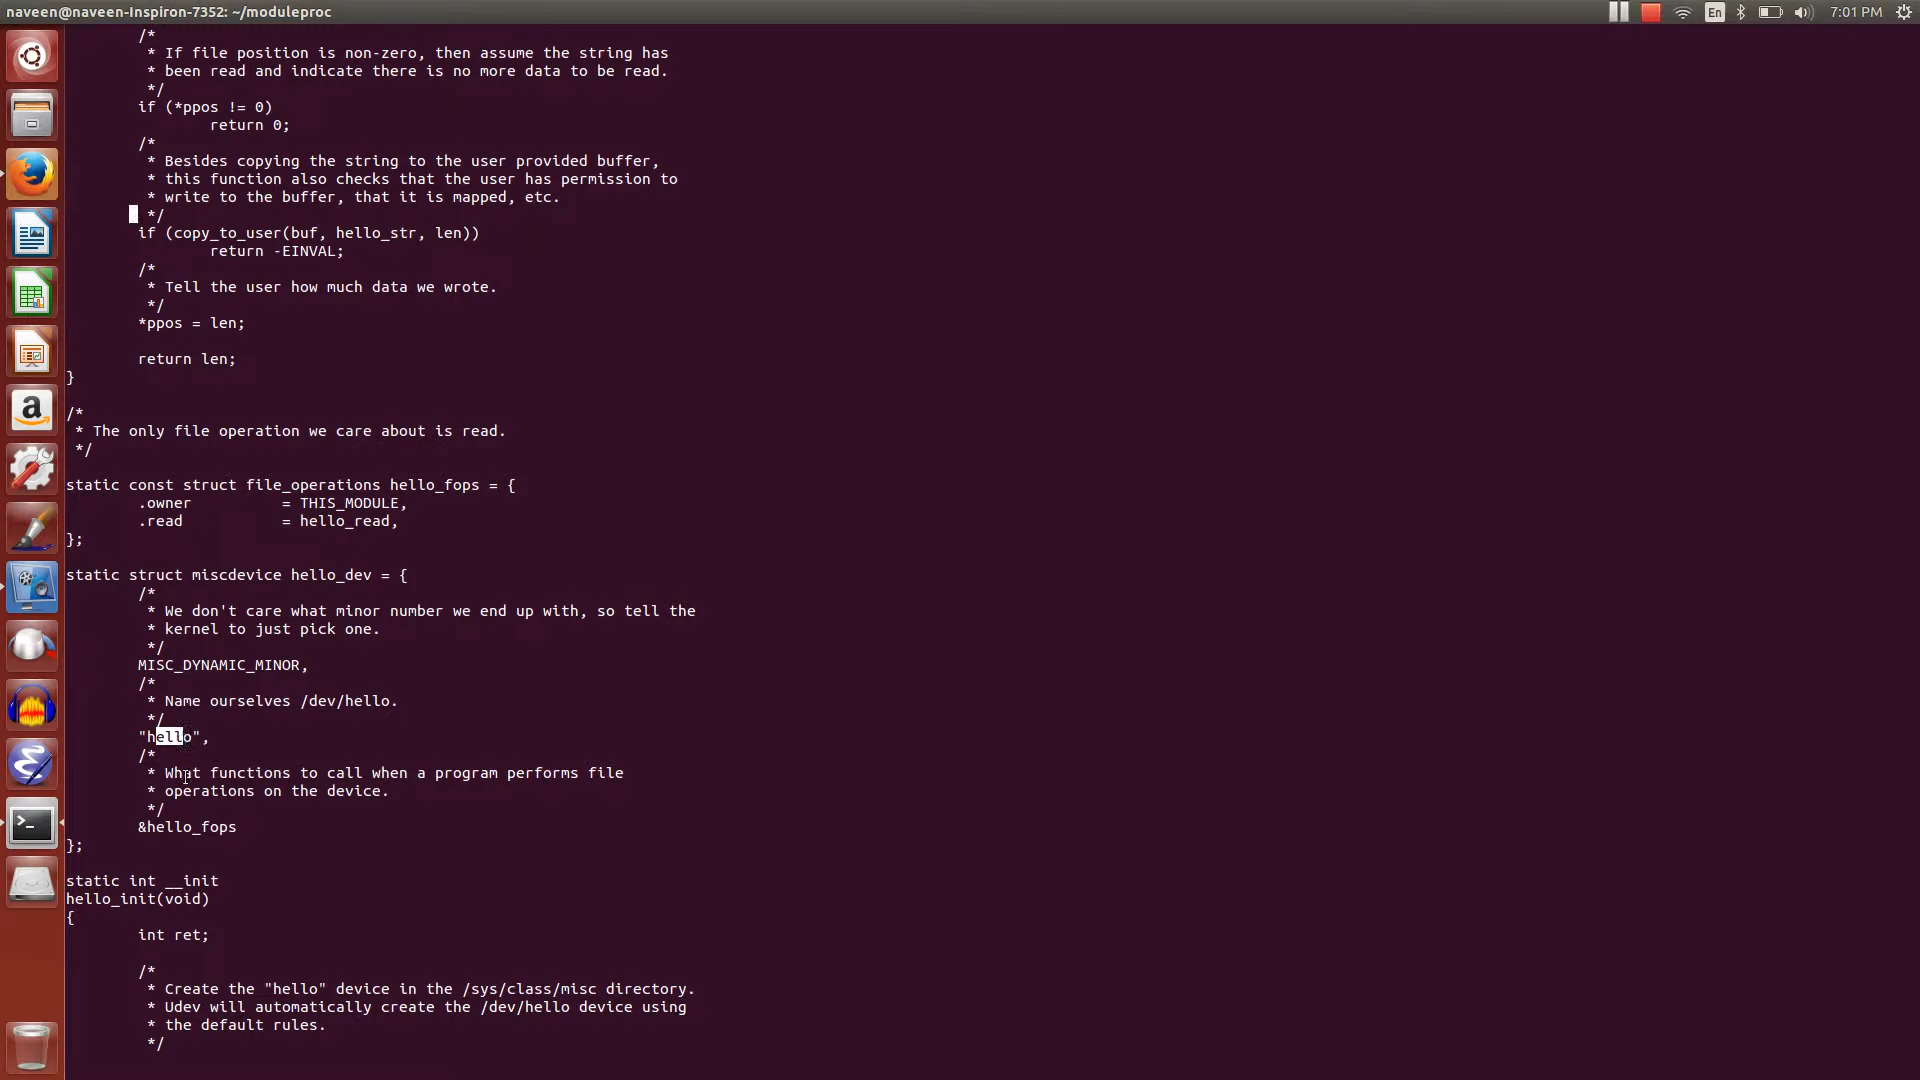 naveen@naveen-Inspiron-7352: ~/moduleproc
En
7:01 PM
/*
* If file position is non-zero, then assume the string has
* been read and indicate there is no more data to be read.
*/
if (*ppos != 0)
return 0;
/*
* Besides copying the string to the user provided buffer,
* this function also checks that the user has permission to
* write to the buffer, that it is mapped, etc.
*/
if (copy_to_user(buf, hello_str, len))
return -EINVAL;
/*
* Tell the user how much data we wrote.
*/
*ppos = len;
return len;
}
/*
* The only file operation we care about is read.
*/
static const struct file_operations hello_fops = {
.owner = THIS_MODULE,
.read = hello_read,
};
static struct miscdevice hello_dev = {
/*
* We don't care what minor number we end up with, so tell the
* kernel to just pick one.
*/
MISC_DYNAMIC_MINOR,
/*
* Name ourselves /dev/hello.
*/
"hello",
/*
* What functions to call when a program performs file
* operations on the device.
*/
&hello_fops
};
static int __init
hello_init(void)
{
int ret;
/*
* Create the "hello" device in the /sys/class/misc directory.
* Udev will automatically create the /dev/hello device using
* the default rules.
*/